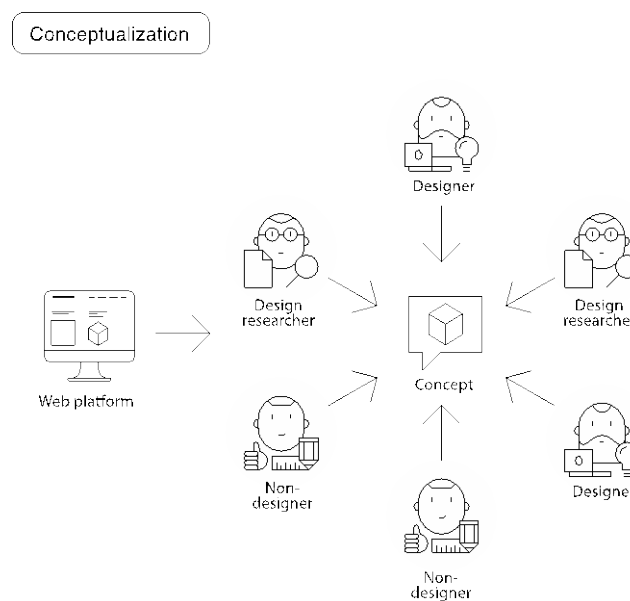 Conceptualization
Designer
Design
researcher
Design
researche
Web platform
Concept
Non-
designer
Designe
Non-
designer